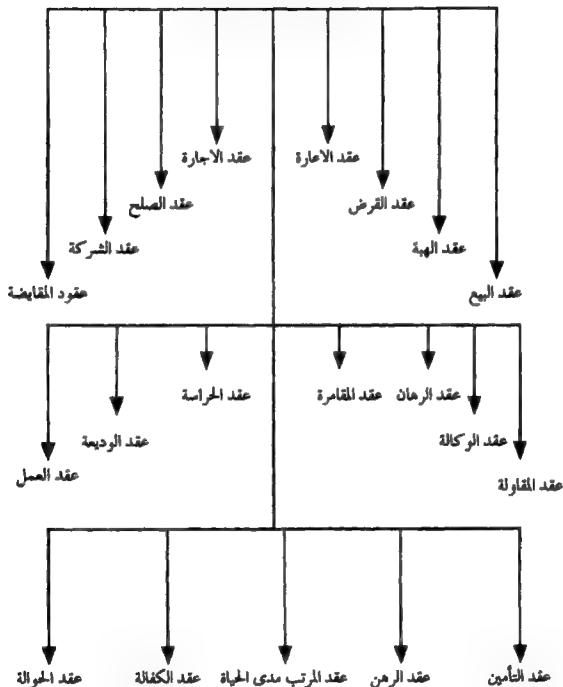 عقد الاعارة
عقد الاجارة
عقد القرض
عقد الصلح
عقد الهبة
عقد الشركة
عقد البيع
عقود المقايضة
عقد الرهان
عقد المقامرة
عقد الحراسة
عقد الوكالة
عقد الوديعة
عقد المقاولة
عقد العمل
عقد التأمين
عقد الرهن
عقد المرتب مدى الحياة
عقد الكفالة
عقد الحوالة